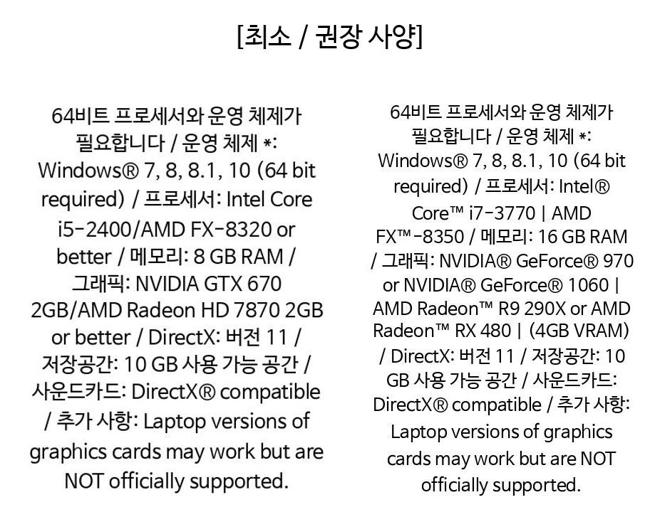 [최소 / 권장 사양]
64비트 프로세서와 운영 체제가
필요합니다 / 운영 체제 *:
Windows® 7, 8, 8.1, 10 (64 bit
required) / 프로세서: Intel Core
i5-2400/AMD FX-8320 or
better / 메모리: 8 GB RAM /
그래픽: NVIDIA GTX 670
2GB/AMD Radeon HD 7870 2GB
or better / DirectX: 버전 11 /
저장공간: 10 GB 사용 가능 공간 /
사운드카드: DirectX® compatible
/ 추가 사항: Laptop versions of
graphics cards may work but are
NOT officially supported.
64비트 프로세서와 운영 체제가
필요합니다 / 운영 체제 *:
Windows® 7, 8, 8.1, 10 (64 bit
required) / 프로세서: Intel®
Core™ i7-3770 | AMD
FX™-8350 / 메모리: 16 GB RAM
/ 그래픽: NVIDIA® GeForce® 970
or NVIDIA® GeForce® 1060 |
AMD Radeon™ R9 290X or AMD
Radeon™ RX 480 | (4GB VRAM)
/ DirectX: 버전 11 / 저장공간: 10
GB 사용 가능 공간 / 사운드카드:
DirectX® compatible / 추가 사항:
Laptop versions of graphics
cards may work but are NOT
officially supported.